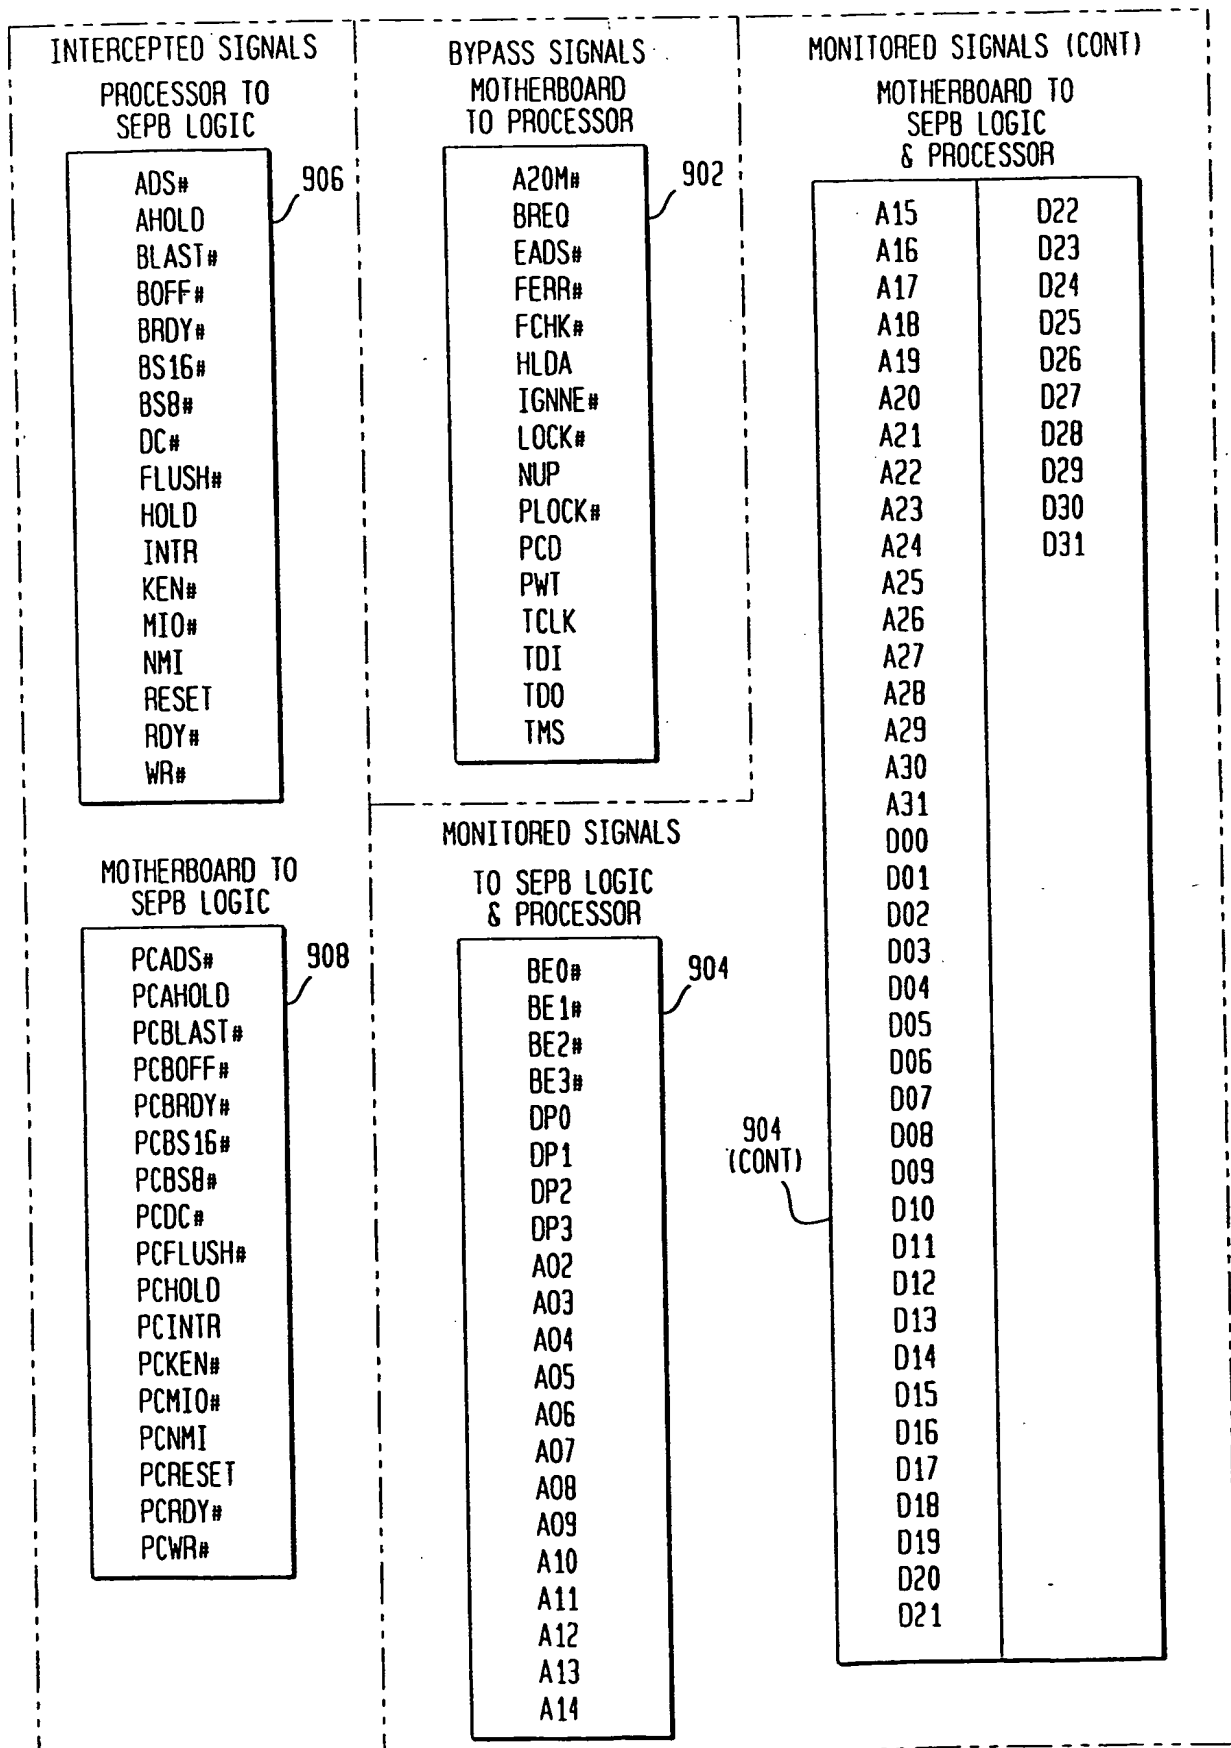 INTERCEPTED SIGNALS
PROCESSOR TO
SEPB LOGIC
906
ADS#
AHOLD
BLAST#
BOFF#
BRDY#
BS16#
BS8#
DC#
FLUSH#
HOLD
INTR
KEN#
MIO#
NMI
RESET
RDY#
WR#
MOTHERBOARD TO
SEPB LOGIC
908
PCADS#
PCAHOLD
PCBLAST#
PCBOFF#
PCBRDY#
PCBS16#
PCBS8#
PCDC#
PCFLUSH#
PCHOLD
PCINTR
PCKEN#
PCMIO#
PCNMI
PCRESET
PCRDY#
PCWR#
BYPASS SIGNALS
MOTHERBOARD
TO PROCESSOR
902
A20M#
BREQ
EADS#
FERR#
FCHK#
HLDA
IGNNE#
LOCK#
NUP
PLOCK#
PCD
PWT
TCLK
TDI
TDO
TMS
MONITORED SIGNALS
TO SEPB LOGIC
& PROCESSOR
904
BE0#
BE1#
BE2#
BE3#
DP0
DP1
DP2
DP3
A02
A03
A04
A05
A06
A07
A08
A09
A10
A11
A12
A13
A14
MONITORED SIGNALS (CONT)
MOTHERBOARD TO
SEPB LOGIC
& PROCESSOR
904
(CONT)
A15
A16
A17
A18
A19
A20
A21
A22
A23
A24
A25
A26
A27
A28
A29
A30
A31
D00
D01
D02
D03
D04
D05
D06
D07
D08
D09
D10
D11
D12
D13
D14
D15
D16
D17
D18
D19
D20
D21
D22
D23
D24
D25
D26
D27
D28
D29
D30
D31